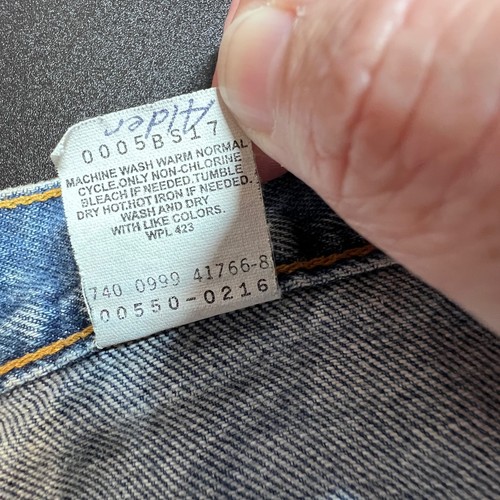 Alden
0005BS17
MACHINE WASH WARM NORMAL
CYCLE.ONLY NON-CHLORINE
BLEACH IF NEEDED.TUMBLE
DRY HOT.HOT IRON IF NEEDED.
WASH AND DRY
WITH LIKE COLORS.
WPL 423
740 0999 41766-8
00550-0216